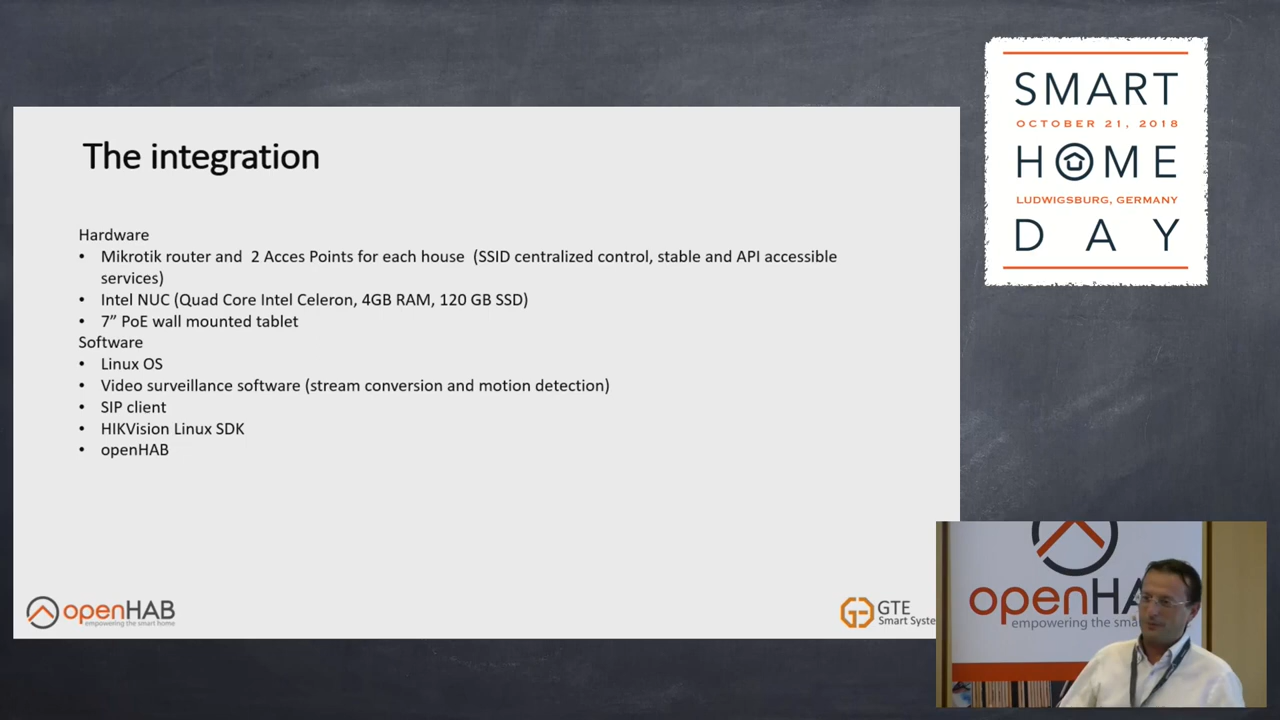 The integration
Hardware
• Mikrotik router and 2 Acces Points for each house (SSID centralized control, stable and API accessible
services)
• Intel NUC (Quad Core Intel Celeron, 4GB RAM, 120 GB SSD)
• 7” PoE wall mounted tablet
Software
• Linux OS
• Video surveillance software (stream conversion and motion detection)
• SIP client
• HIKVision Linux SDK
• openHAB
openHAB
empowering the smart home
GTE
Smart Syste
SMART
OCTOBER 21, 2018
HOME
LUDWIGSBURG, GERMANY
DAY
openHA
empowering the sma